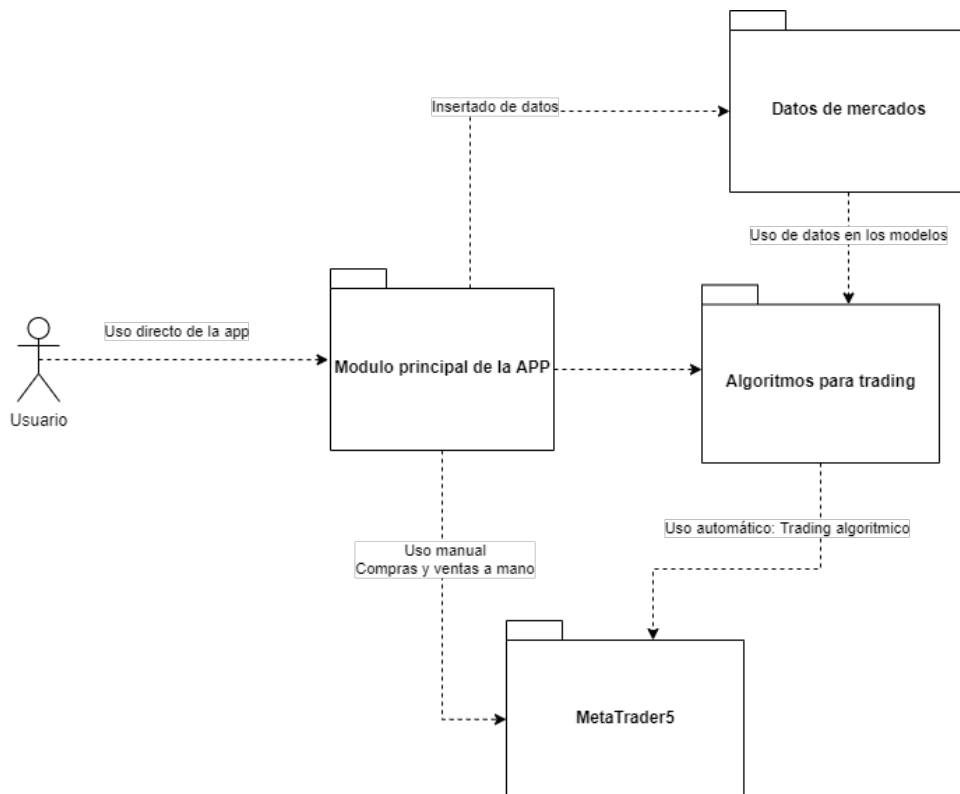 Datos de mercados
Insertado de datos
Uso de datos en los modelos
Uso directo de la app
Modulo principal de la APP
Algoritmos para trading
Usuario
Uso automático: Trading algoritmico
Uso manual
Compras y ventas a mano
MetaTrader5